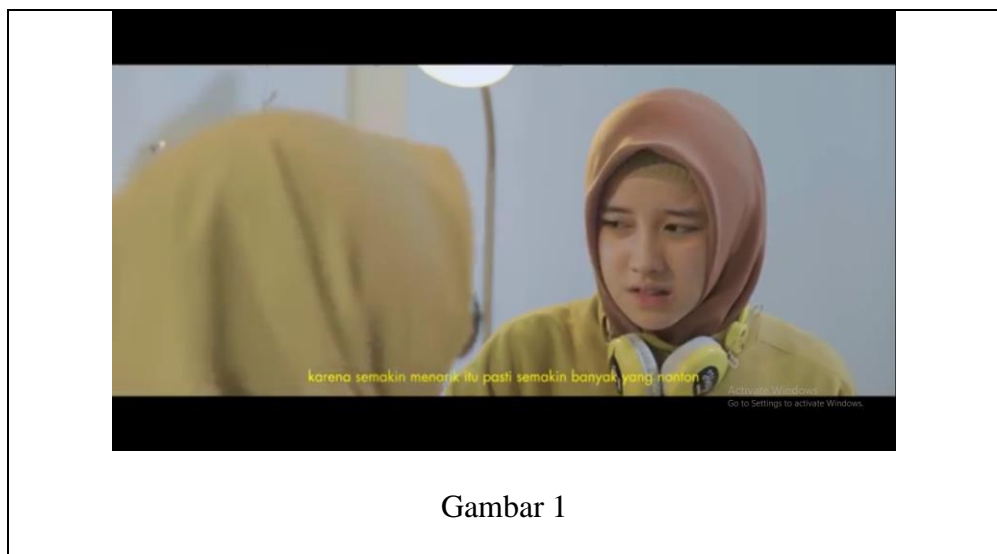 karena semakin menarik itu pasti semakin banyak yang nonton
Activate Windows
Go to Settings to activate Windows.
Gambar 1